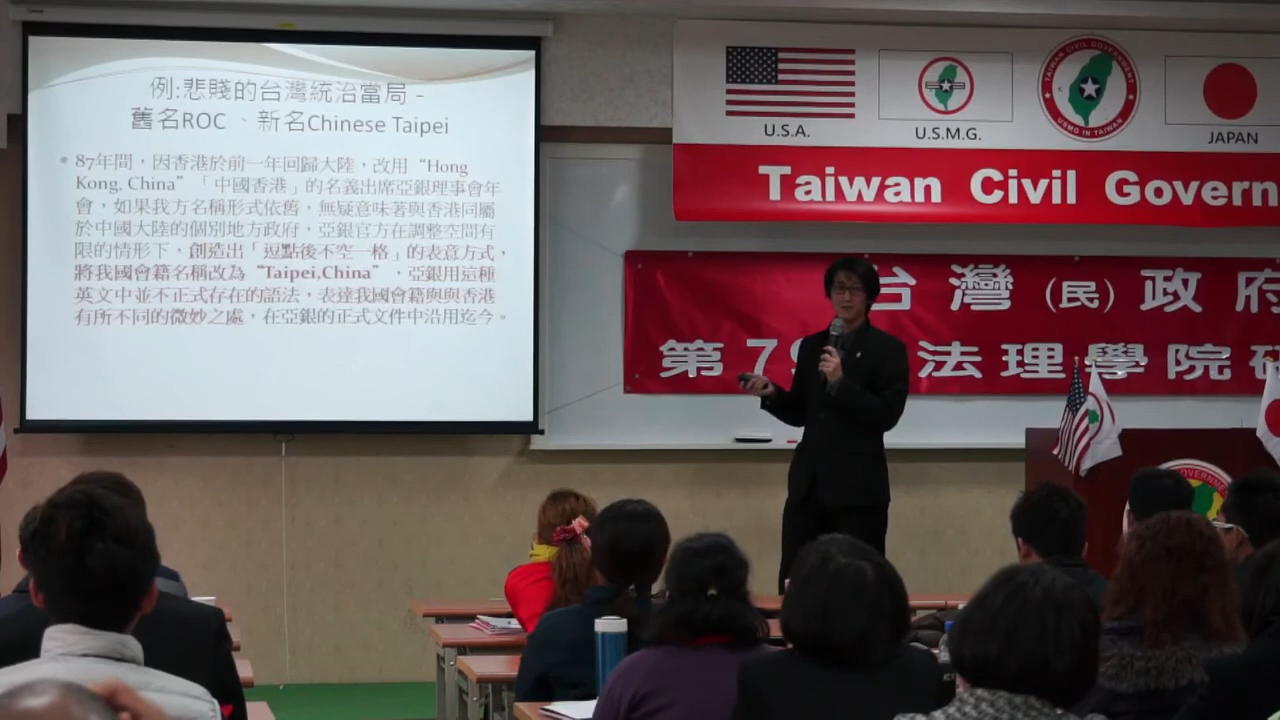 例:悲賤的台灣統治當局 -
舊名ROC 、新名Chinese Taipei
• 87年間，因香港於前一年回歸大陸，改用 “Hong
Kong, China” 「中國香港」的名義出席亞銀理事會年
會，如果我方名稱形式依舊，無疑意味著與香港同屬
於中國大陸的個別地方政府，亞銀官方在調整空間有
限的情形下，創造出「逗點後不空一格」的表意方式，
將我國會籍名稱改為 “Taipei,China” ，亞銀用這種
英文中並不正式存在的語法，表達我國會籍與與香港
有所不同的微妙之處，在亞銀的正式文件中沿用迄今。
U.S.A.
U.S.M.G.
TAIWAN CIVIL GOVERNMENT
USMG IN TAIWAN
JAPAN
Taiwan Civil Govern
台灣(民)政府
第79 法理學院研